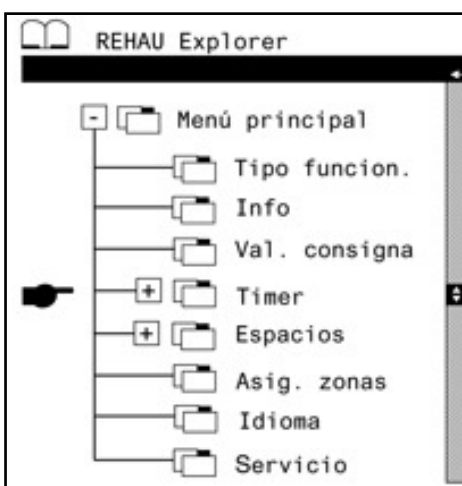 REHAU Explorer
Menú principal
Tipo funcion.
Info
Val. consigna
Timer
Espacios
Asig. zonas
Idioma
Servicio